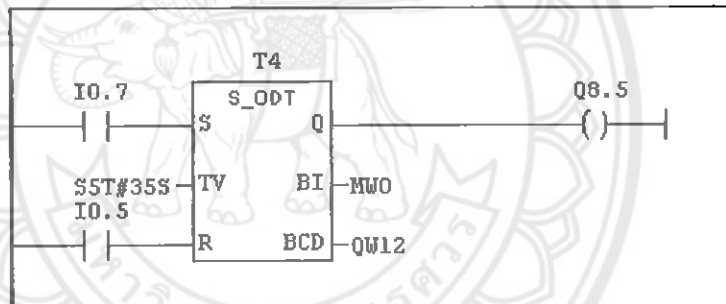 T4
I0.7
S_ODT
Q8.5
S
Q
S5T#35S
TV
BI
MW0
I0.5
R
BCD
QW12